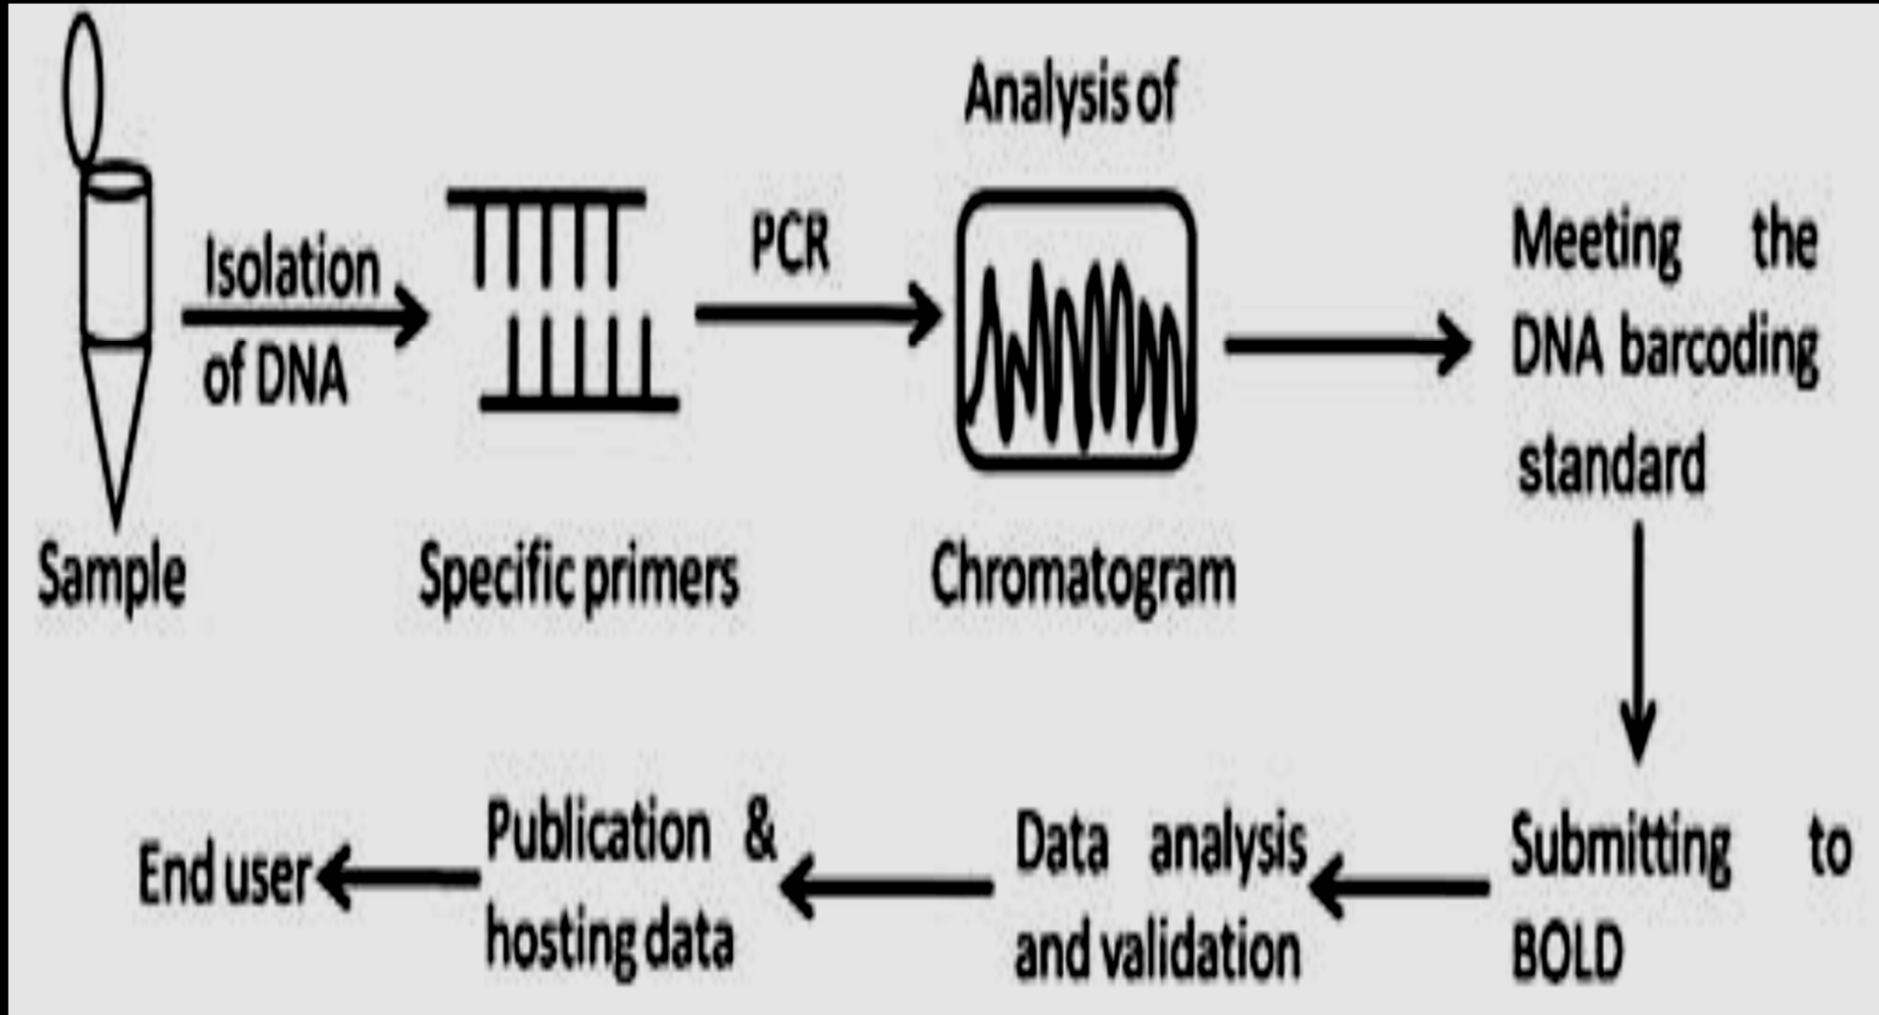 Sample
Isolation
of DNA
Specific primers
PCR
Analysis of
Chromatogram
Meeting the
DNA barcoding
standard
Submitting to
BOLD
Data analysis
and validation
Publication &
hosting data
End user